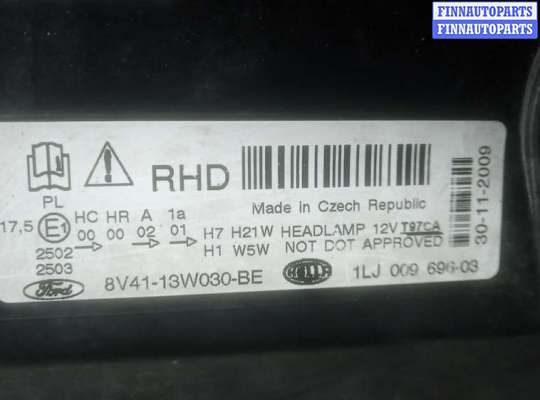 FINNAUTOPARTS
FINNAUTOPARTS
RHD
PL
Made in Czech Republic
30-11-2009
17,5 E1 HC HR A 1a
00 00 02 01
H7 H21W HEADLAMP 12V T97CA
H1 W5W NOT DOT APPROVED
2502
2503
Ford 8V41-13W030-BE HELLA 1LJ 009 696-03